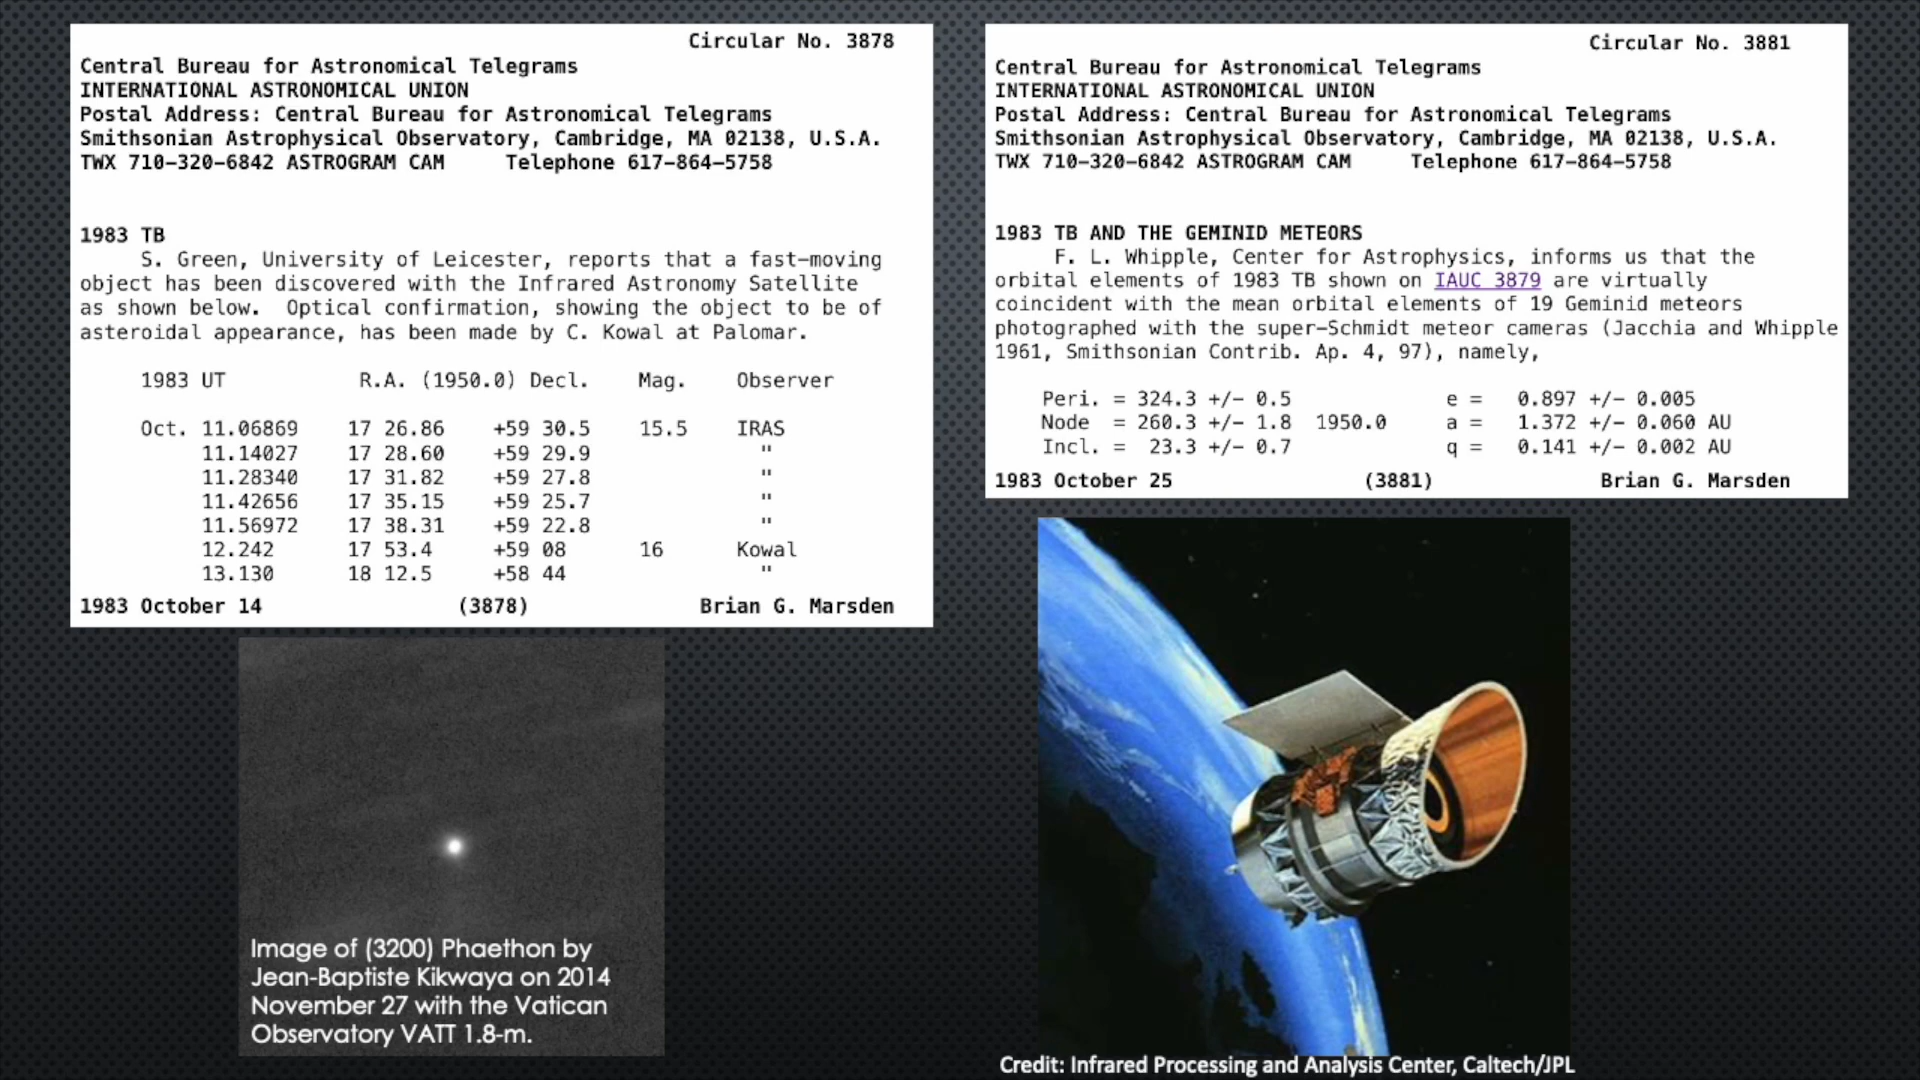 Circular No. 3878
Central Bureau for Astronomical Telegrams
INTERNATIONAL ASTRONOMICAL UNION
Postal Address: Central Bureau for Astronomical Telegrams
Smithsonian Astrophysical Observatory, Cambridge, MA 02138, U.S.A.
TWX 710-320-6842 ASTROGRAM CAM     Telephone 617-864-5758
1983 TB
S. Green, University of Leicester, reports that a fast-moving
object has been discovered with the Infrared Astronomy Satellite
as shown below.  Optical confirmation, showing the object to be of
asteroidal appearance, has been made by C. Kowal at Palomar.
1983 UT     R.A. (1950.0) Decl.     Mag.     Observer
Oct. 11.06869     17 26.86     +59 30.5     15.5     IRAS
11.14027     17 28.60     +59 29.9     "
11.28340     17 31.82     +59 27.8     "
11.42656     17 35.15     +59 25.7     "
11.56972     17 38.31     +59 22.8     "
12.242     17 53.4     +59 08     16     Kowal
13.130     18 12.5     +58 44     "
1983 October 14     (3878)     Brian G. Marsden
Circular No. 3881
Central Bureau for Astronomical Telegrams
INTERNATIONAL ASTRONOMICAL UNION
Postal Address: Central Bureau for Astronomical Telegrams
Smithsonian Astrophysical Observatory, Cambridge, MA 02138, U.S.A.
TWX 710-320-6842 ASTROGRAM CAM     Telephone 617-864-5758
1983 TB AND THE GEMINID METEORS
F. L. Whipple, Center for Astrophysics, informs us that the
orbital elements of 1983 TB shown on IAUC 3879 are virtually
coincident with the mean orbital elements of 19 Geminid meteors
photographed with the super-Schmidt meteor cameras (Jacchia and Whipple
1961, Smithsonian Contrib. Ap. 4, 97), namely,
Peri. = 324.3 +/- 0.5     e =   0.897 +/- 0.005
Node  = 260.3 +/- 1.8  1950.0     a =   1.372 +/- 0.060 AU
Incl. =  23.3 +/- 0.7     q =   0.141 +/- 0.002 AU
1983 October 25     (3881)     Brian G. Marsden
Image of (3200) Phaethon by
Jean-Baptiste Kikwaya on 2014
November 27 with the Vatican
Observatory VATT 1.8-m.
Credit: Infrared Processing and Analysis Center, Caltech/JPL